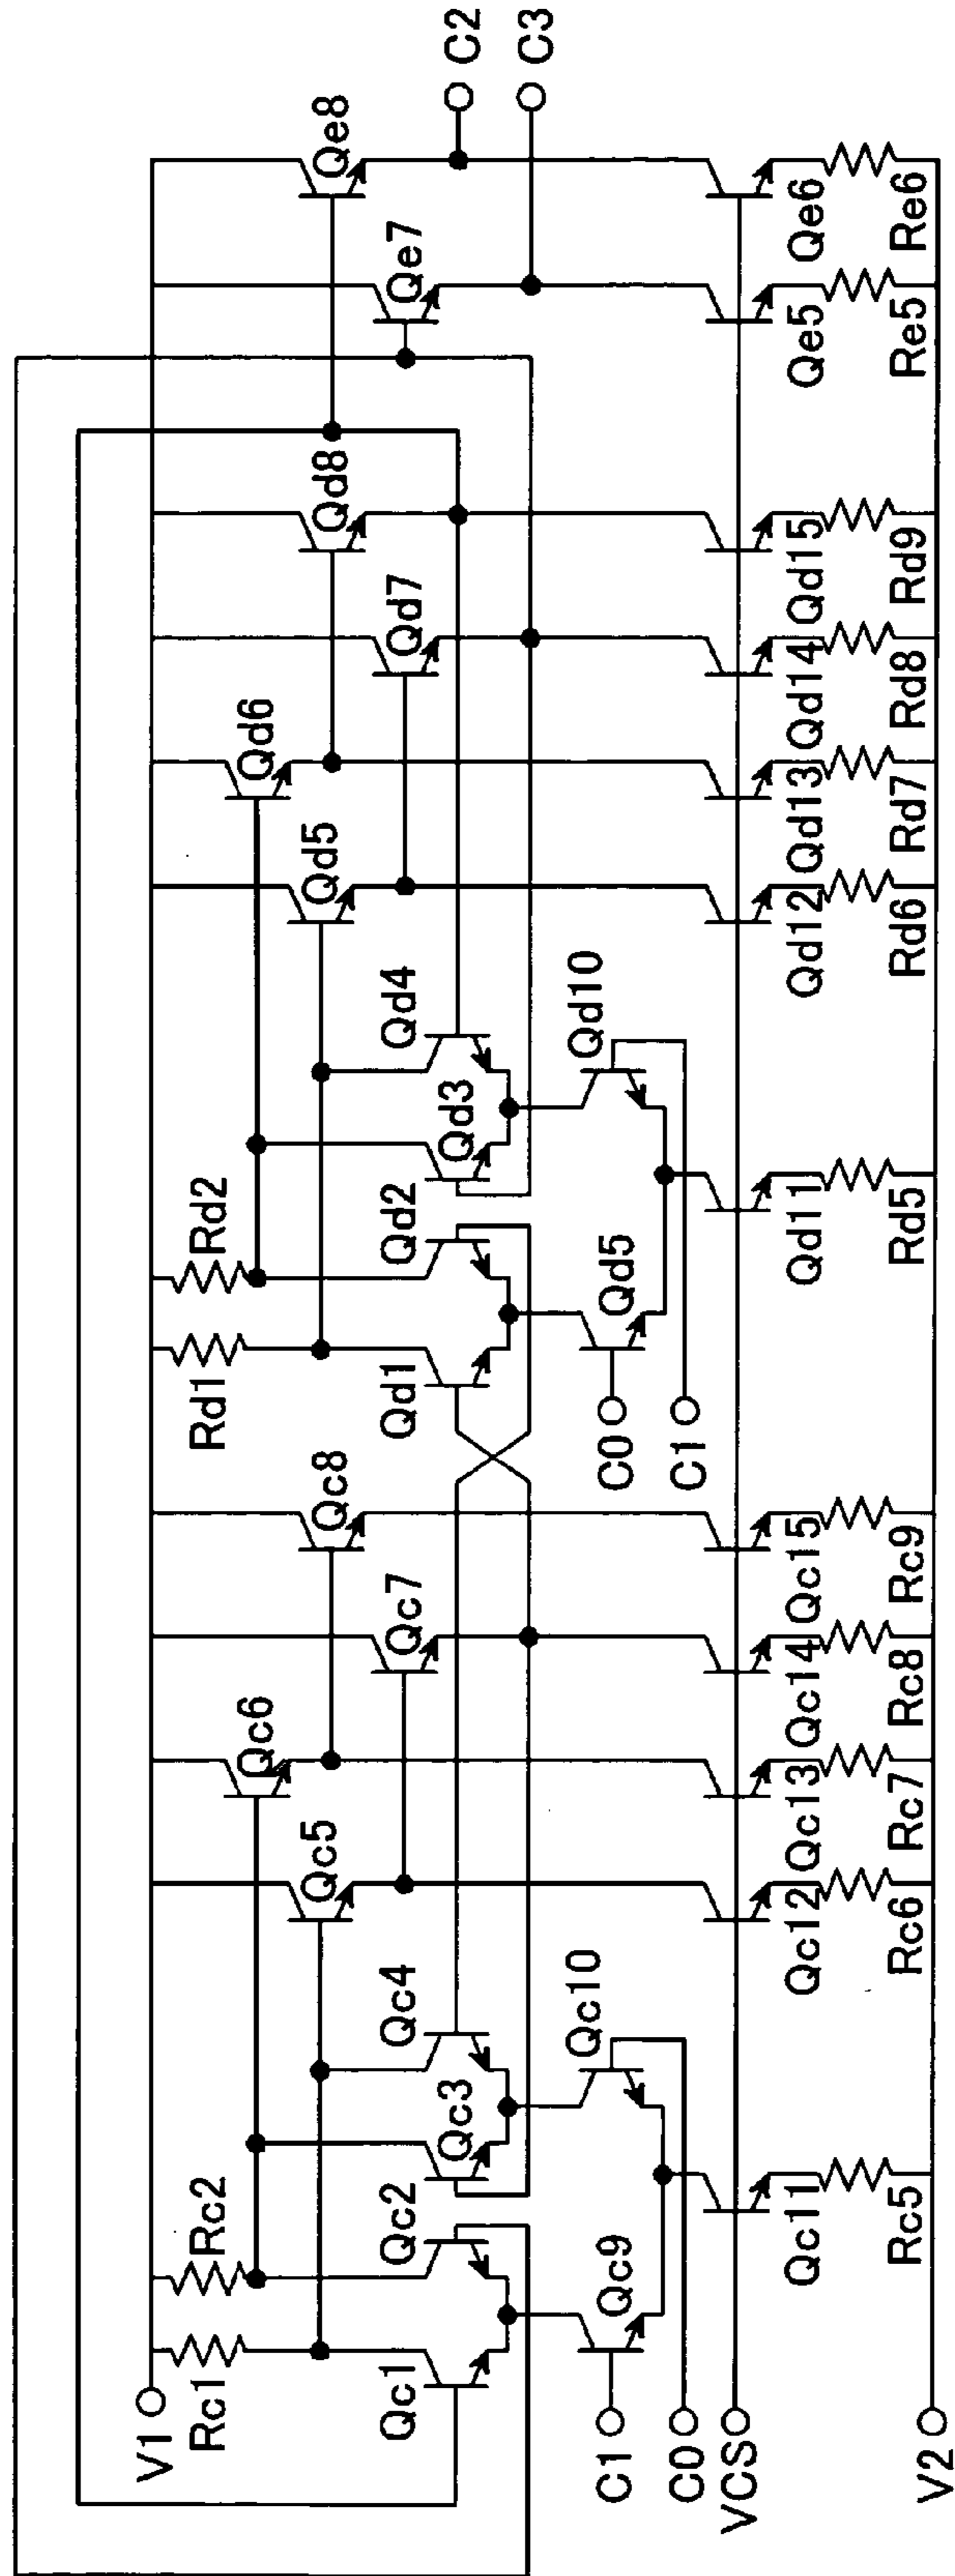 V1
Rc1
Rc2
Qc1
Qc2
Qc3
Qc4
Qc5
Qc6
Qc7
Qc8
Qc9
Qc10
C1
C0
VCS
V2
Qc11
Rc5
Qc12
Rc6
Qc13
Rc7
Qc14
Rc8
Qc15
Rc9
Rd1
Rd2
Qd1
Qd2
Qd3
Qd4
Qd5
Qd6
Qd7
Qd8
Qd5
Qd10
C0
C1
Qd11
Rd5
Qd12
Rd6
Qd13
Rd7
Qd14
Rd8
Qd15
Rd9
Qe7
Qe8
Qe5
Re5
Qe6
Re6
C2
C3